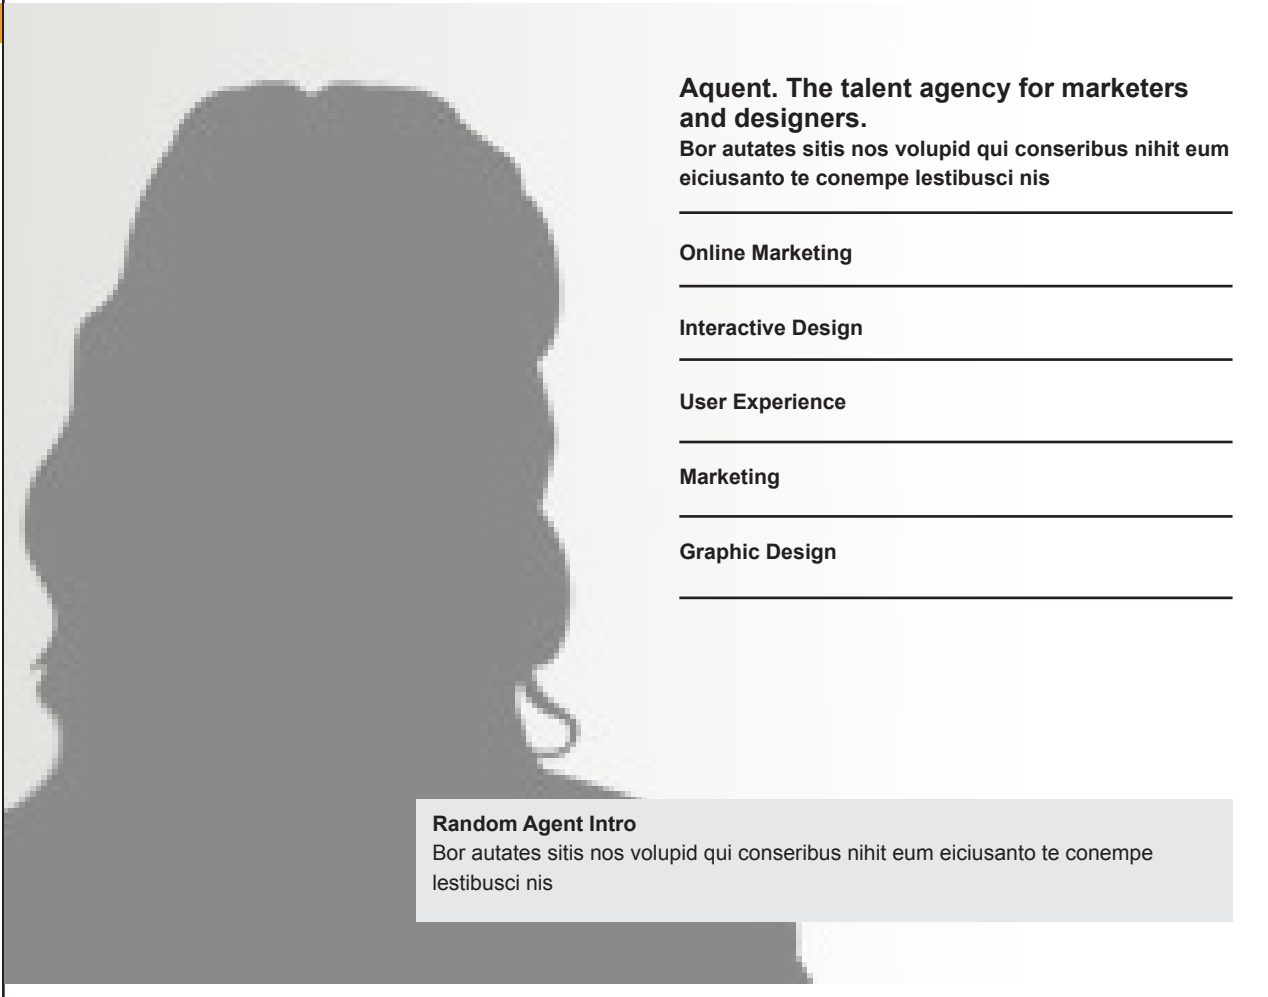 Aquent. The talent agency for marketers
and designers.
Bor autates sitis nos volupid qui conseribus nihit eum
eiciusanto te conempe lestibusci nis
Online Marketing
Interactive Design
User Experience
Marketing
Graphic Design
Random Agent Intro
Bor autates sitis nos volupid qui conseribus nihit eum eiciusanto te conempe
lestibusci nis